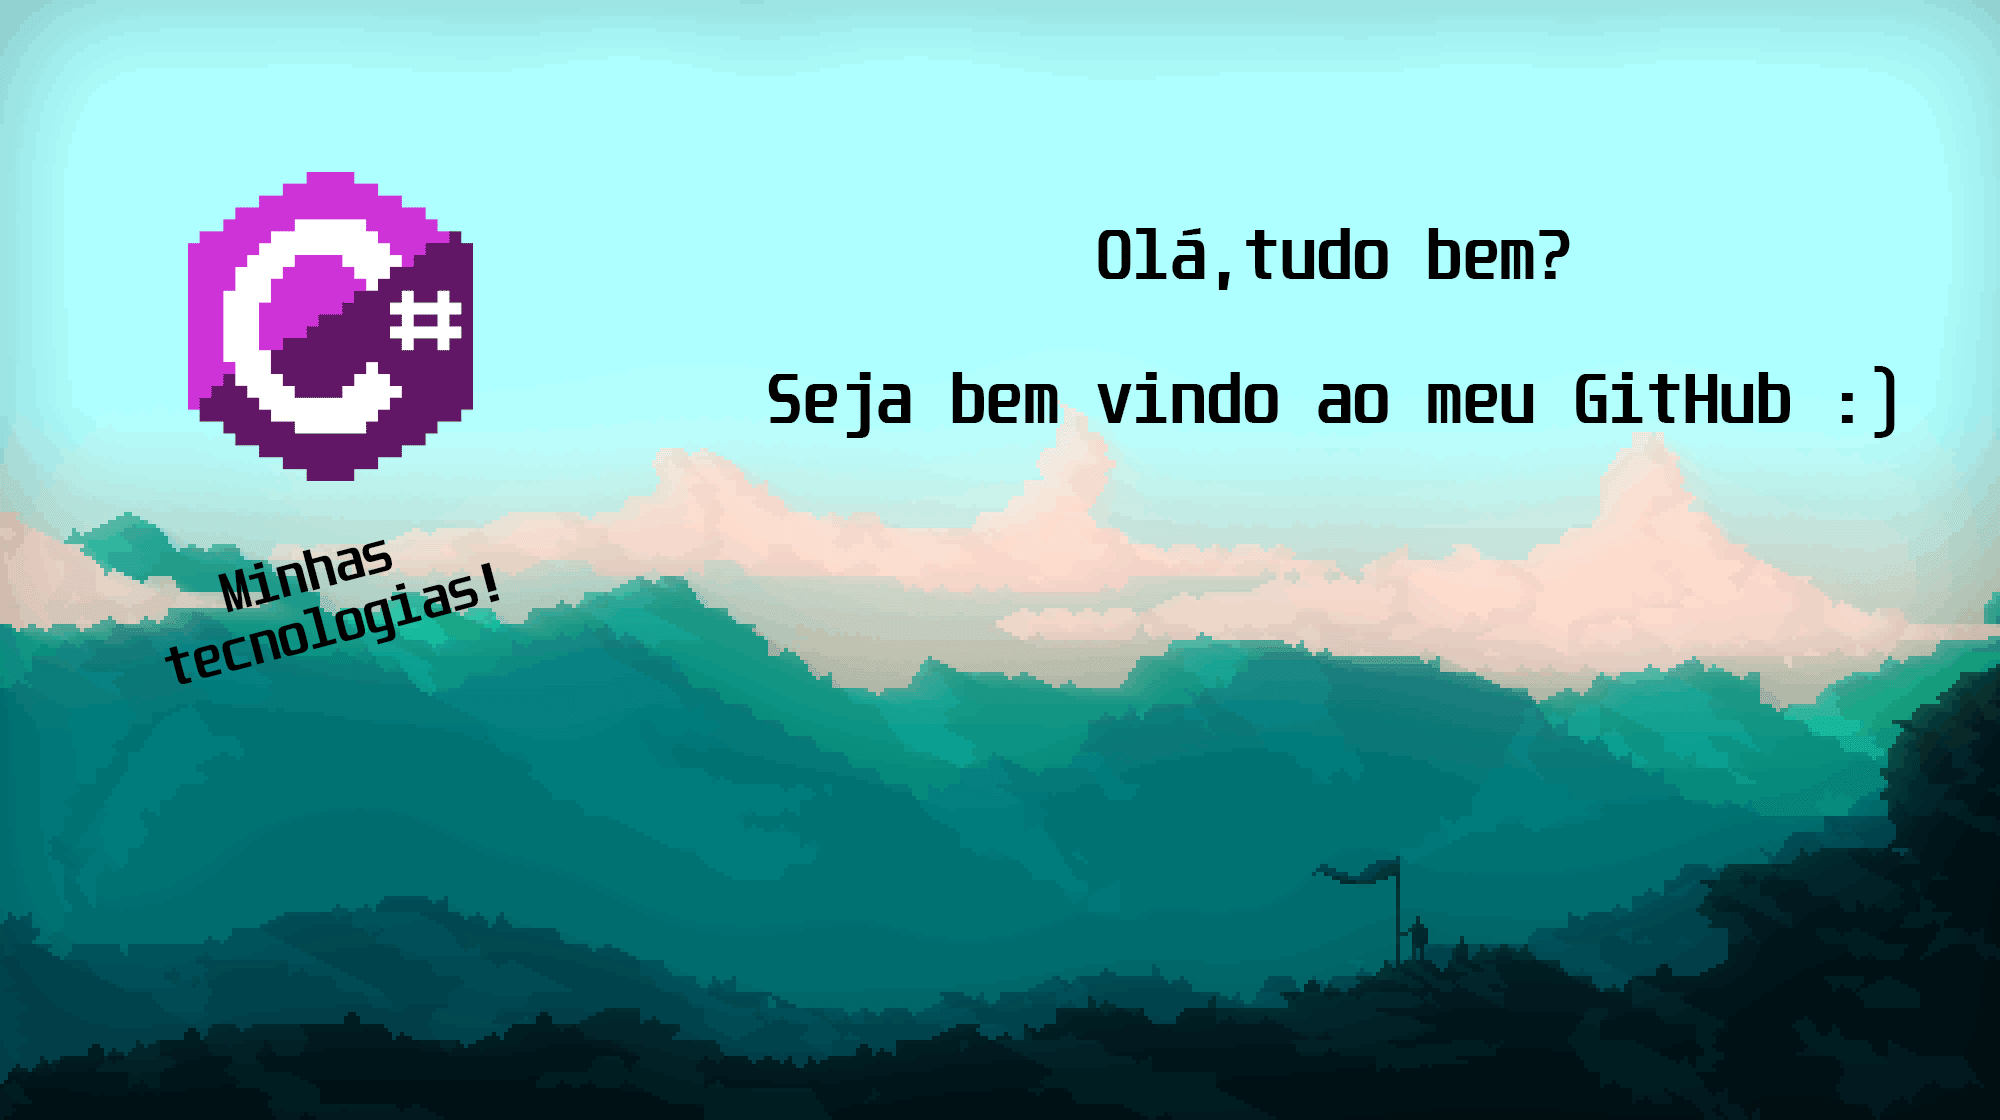 C#
Olá,tudo bem?
Seja bem vindo ao meu GitHub :)
Minhas
tecnologias!